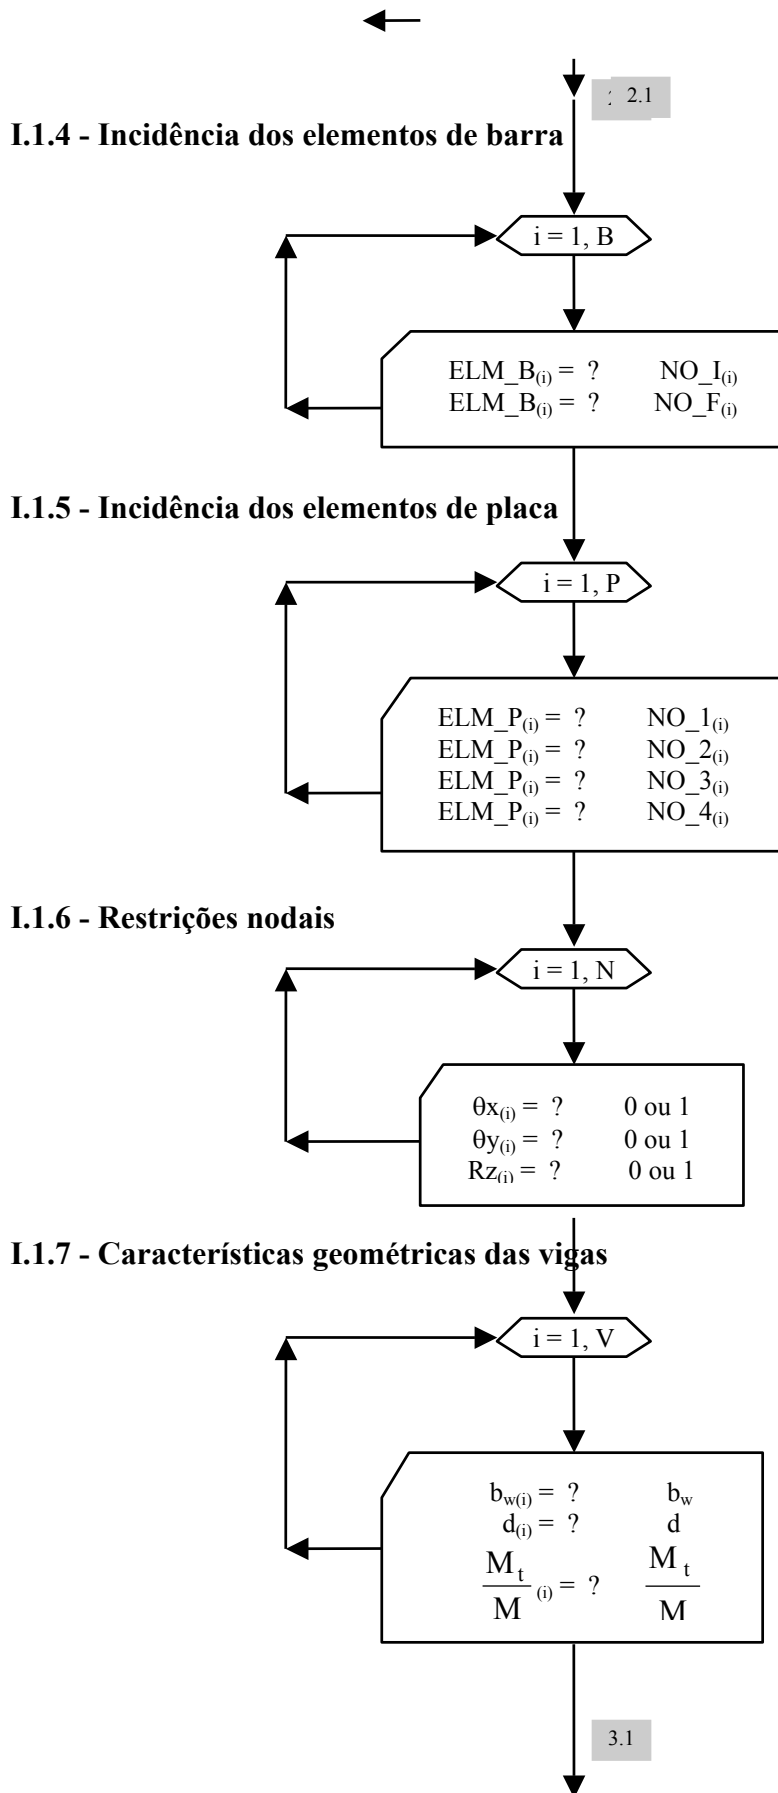 2.1
I.1.4 - Incidência dos elementos de barra
i = 1, B
ELM_B(i) = ? NO_I(i)
ELM_B(i) = ? NO_F(i)
I.1.5 - Incidência dos elementos de placa
i = 1, P
ELM_P(i) = ? NO_1(i)
ELM_P(i) = ? NO_2(i)
ELM_P(i) = ? NO_3(i)
ELM_P(i) = ? NO_4(i)
I.1.6 - Restrições nodais
i = 1, N
θx(i) = ? 0 ou 1
θy(i) = ? 0 ou 1
Rz(i) = ? 0 ou 1
I.1.7 - Característísticas geométricas das vigas
i = 1, V
bw(i) = ? bw
d(i) = ? d
Mt/M (i) = ? Mt/M
3.1